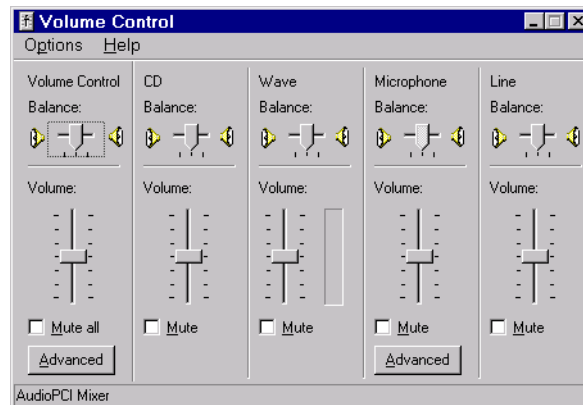 Volume Control
Options Help
Volume Control CD Wave Microphone Line
Balance: Balance: Balance: Balance: Balance:
Volume: Volume: Volume: Volume: Volume:
Mute all Mute Mute Mute Mute
Advanced Advanced
AudioPCI Mixer